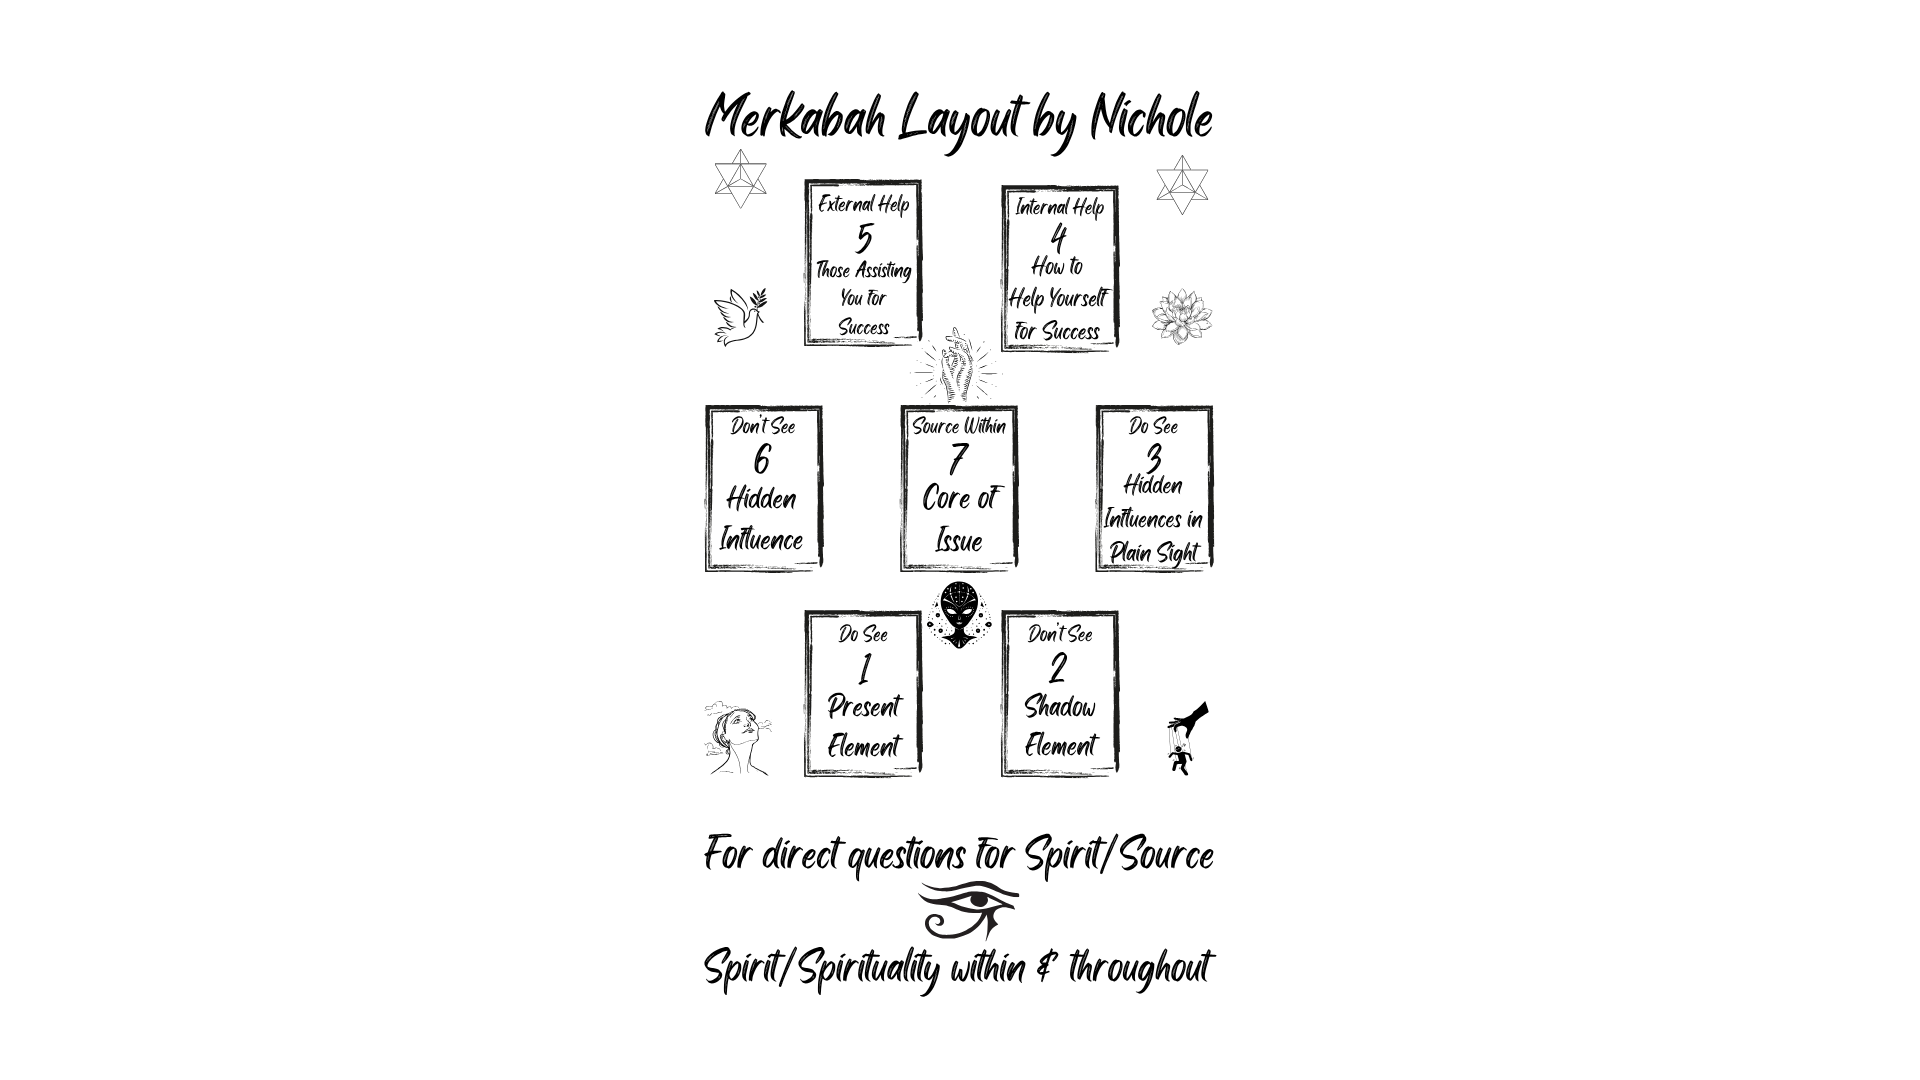 Merkabah Layout by Nichole
External Help
5
Those Assisting
You for
Success
Internal Help
4
How to
Help Yourself
for Success
Don't See
6
Hidden
Influence
Source Within
7
Core of
Issue
Do See
3
Hidden
Influences in
Plain Sight
Do See
1
Present
Element
Don't See
2
Shadow
Element
For direct questions for Spirit/Source
Spirit/Spirituality within & throughout